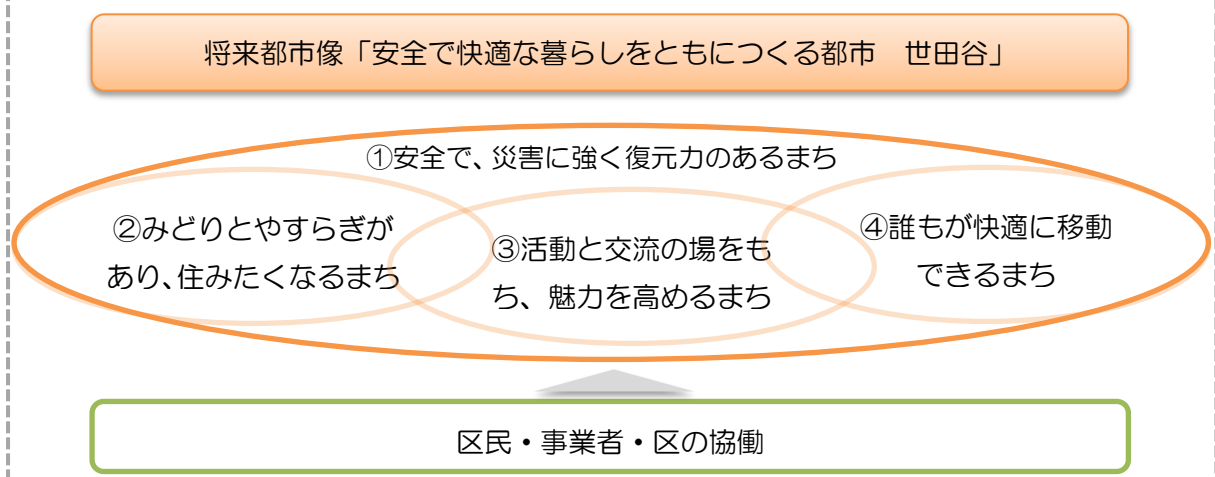 将来都市像「安全で快適な暮らしをともにつくる都市　世田谷」
①安全で、災害に強く復元力のあるまち
②みどりとやすらぎが
あり、住みたくなるまち
③活動と交流の場をも
ち、魅力を高めるまち
④誰もが快適に移動
できるまち
区民・事業者・区の協働